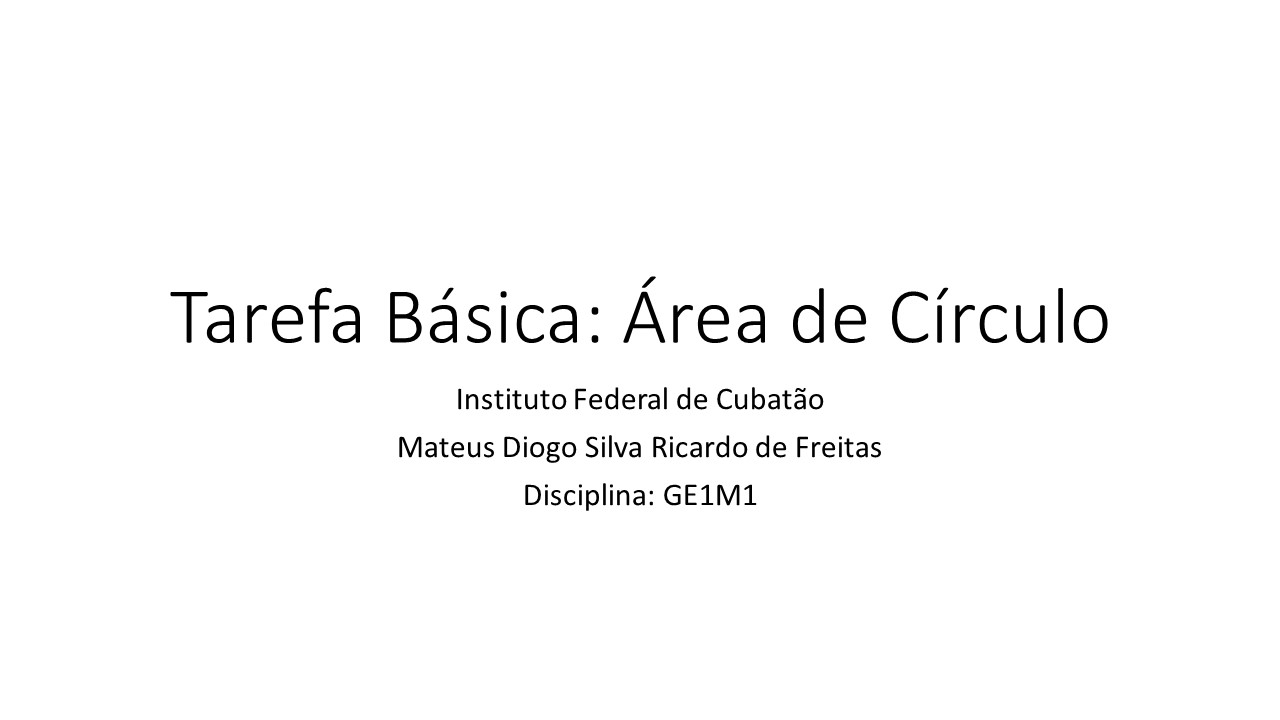 Tarefa Básica: Área de Círculo
Instituto Federal de Cubatão
Mateus Diogo Silva Ricardo de Freitas
Disciplina: GE1M1